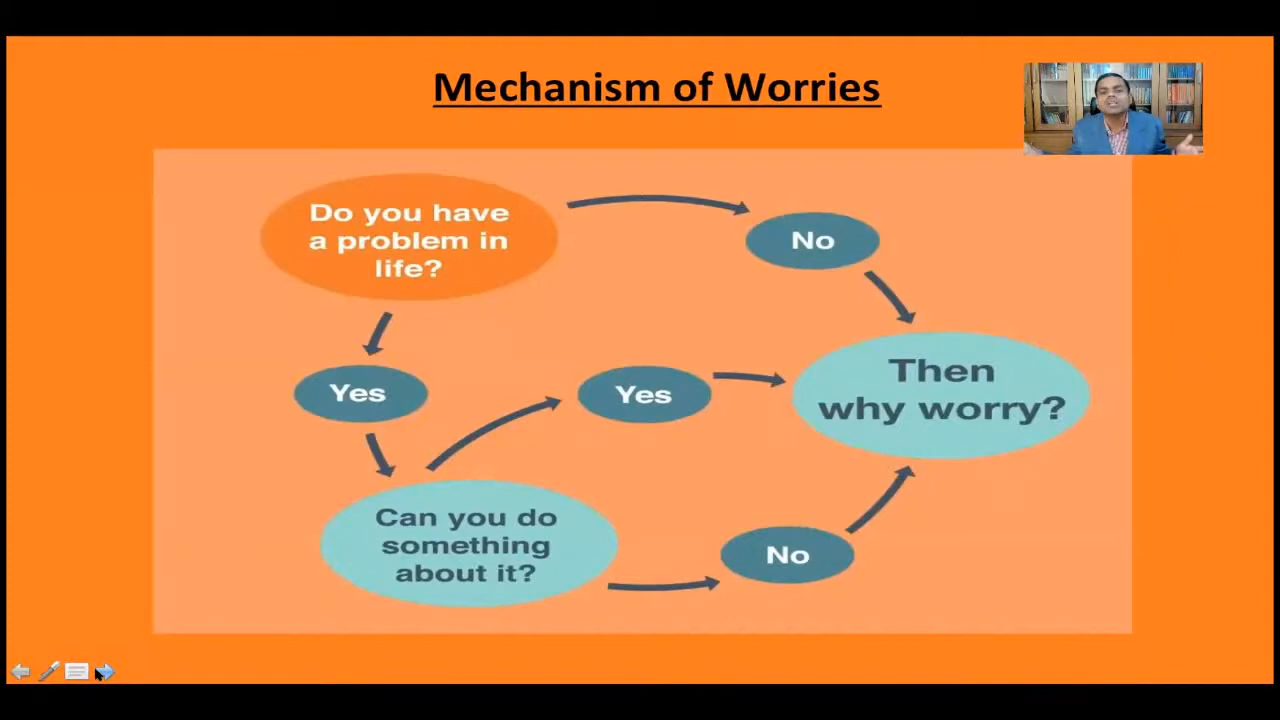 Mechanism of Worries
Do you have
a problem in
life?
No
Yes
Yes
Then
why worry?
Can you do
something
about it?
No